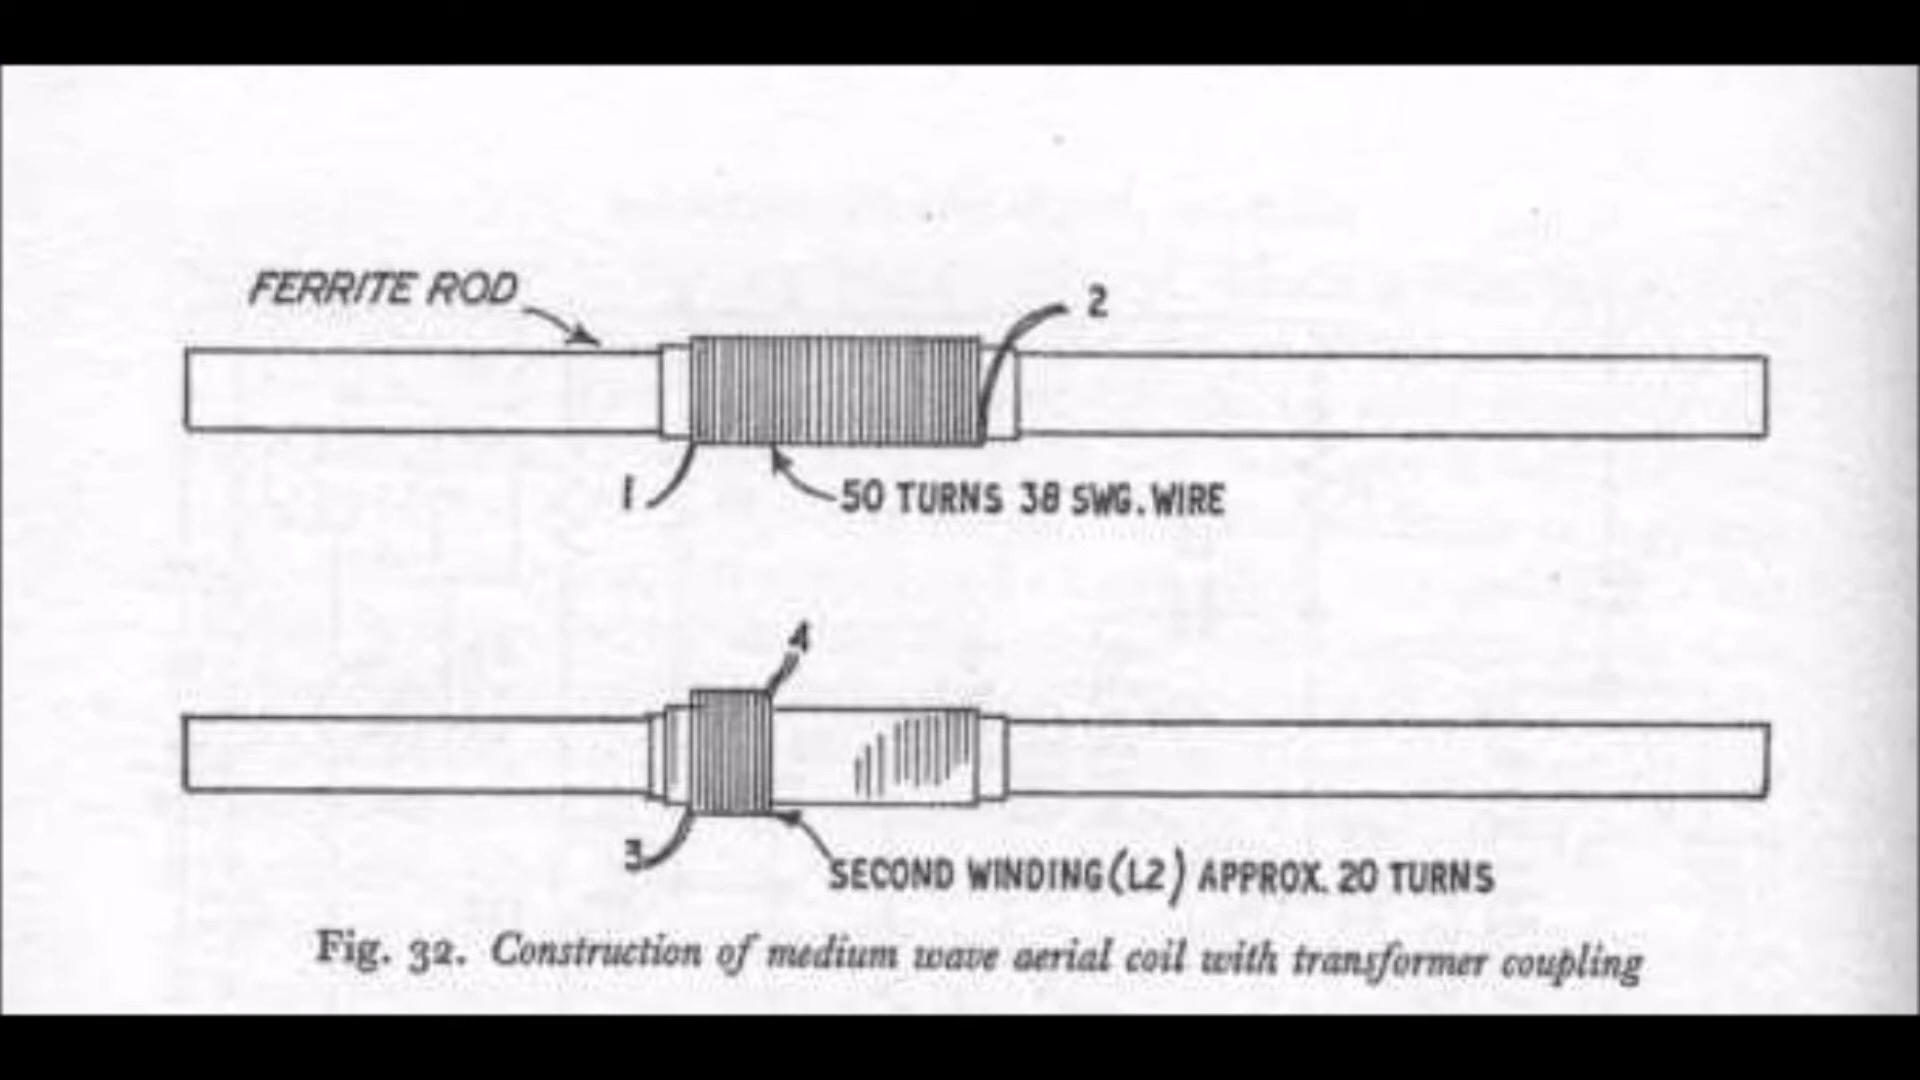 FERRITE ROD
2
1
50 TURNS 38 SWG. WIRE
4
3
SECOND WINDING (L2) APPROX. 20 TURNS
Fig. 32. Construction of medium wave aerial coil with transformer coupling